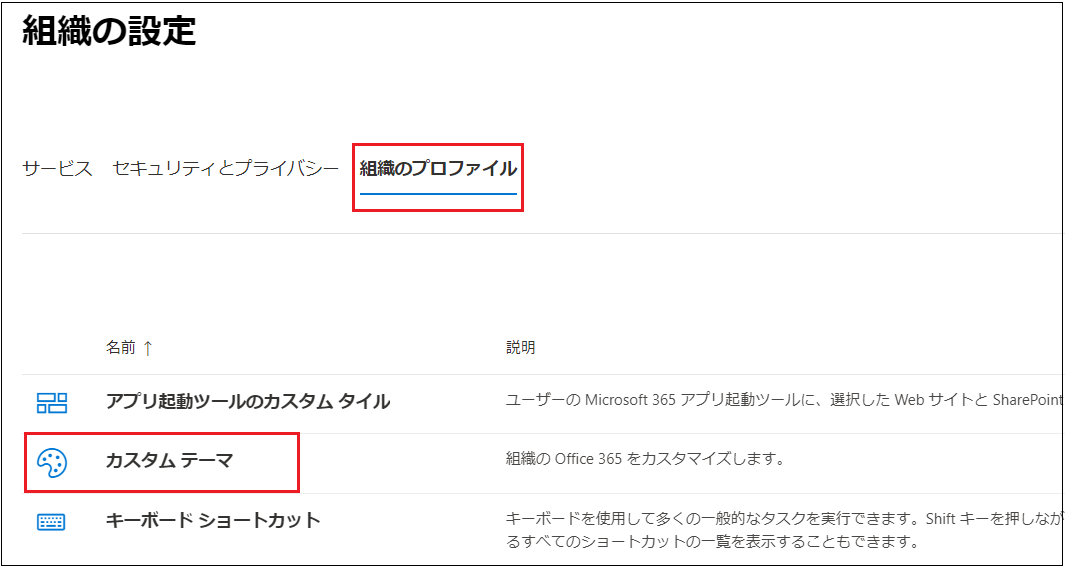 組織の設定
サービス セキュリティとプライバシー 組織のプロファイル
名前 ↑ 説明
アプリ起動ツールのカスタム タイル ユーザーの Microsoft 365 アプリ起動ツールに、選択した Web サイトと SharePoint
カスタム テーマ 組織の Office 365 をカスタマイズします。
キーボード ショートカット キーボードを使用して多くの一般的なタスクを実行できます。Shift キーを押しなが
るすべてのショートカットの一覧を表示することもできます。